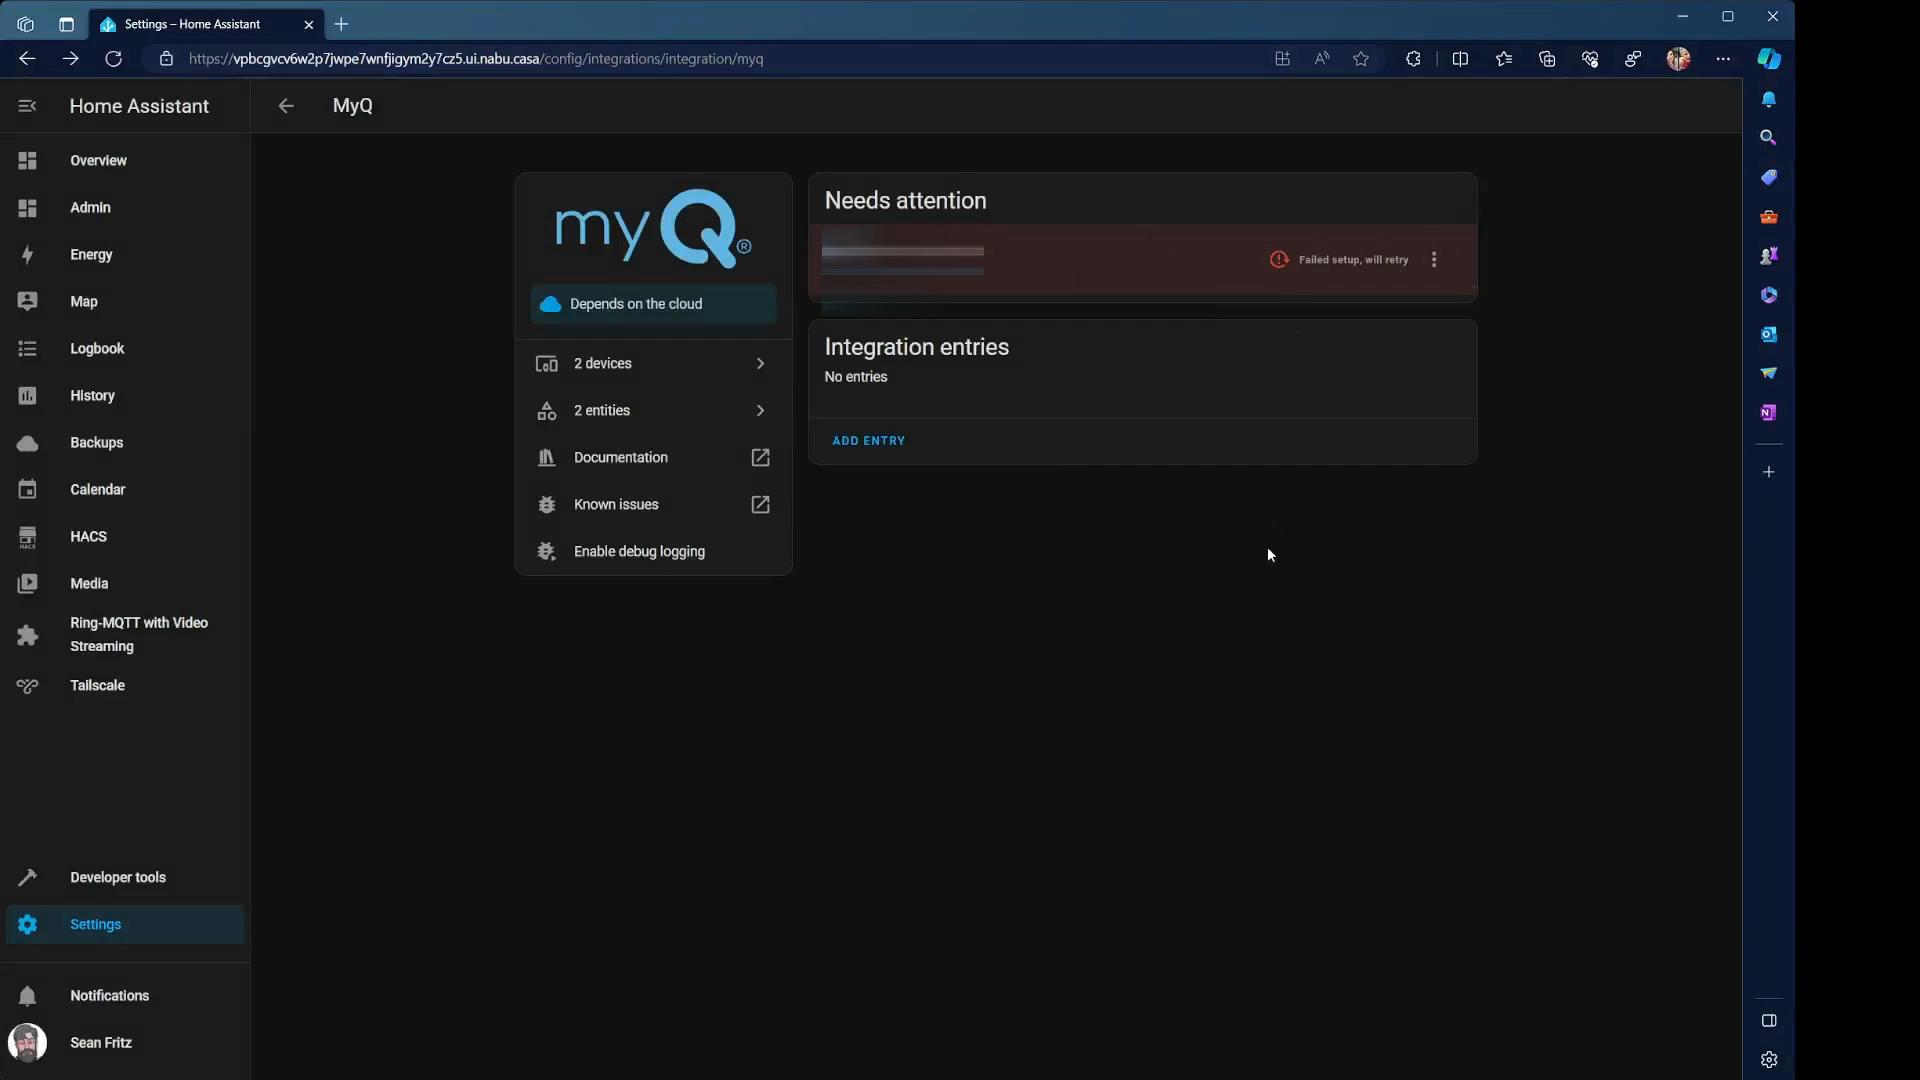 Settings – Home Assistant
https://vpbcgvcv6w2p7jwpe7wnfjigym2y7cz5.ui.nabu.casa/config/integrations/integration/myq
Home Assistant
MyQ
Overview
Admin
Energy
Map
Logbook
History
Backups
Calendar
HACS
HACS
Media
Ring-MQTT with Video
Streaming
Tailscale
Developer tools
Settings
Notifications
Sean Fritz
myQ®
Depends on the cloud
2 devices
2 entities
Documentation
Known issues
Enable debug logging
Needs attention
Failed setup, will retry
Integration entries
No entries
ADD ENTRY